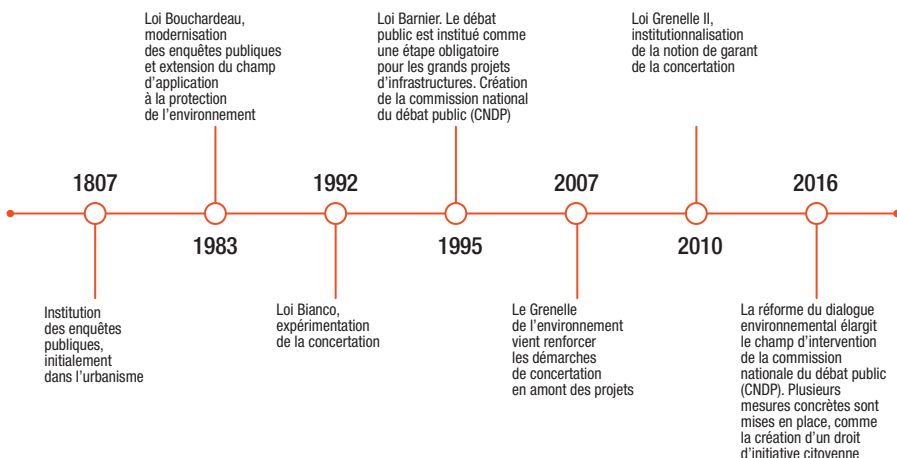 Loi Bouchardeau,
modernisation
des enquêtes publiques
et extension du champ
d’application
à la protection
de l’environnement
Loi Barnier. Le débat
public est institué comme
une étape obligatoire
pour les grands projets
d’infrastructures. Création
de la commission national
du débat public (CNDP)
Loi Grenelle II,
institutionnalisation
de la notion de garant
de la concertation
1807
1992
2007
2016
1983
1995
2010
Institution
des enquêtes
publiques,
initialement
dans l’urbanisme
Loi Bianco,
expérimentation
de la concertation
Le Grenelle
de l’environnement
vient renforcer
les démarches
de concertation
en amont des projets
La réforme du dialogue
environnemental élargit
le champ d’intervention
de la commission
nationale du débat public
(CNDP). Plusieurs
mesures concrètes sont
mises en place, comme
la création d’un droit
d’initiative citoyenne